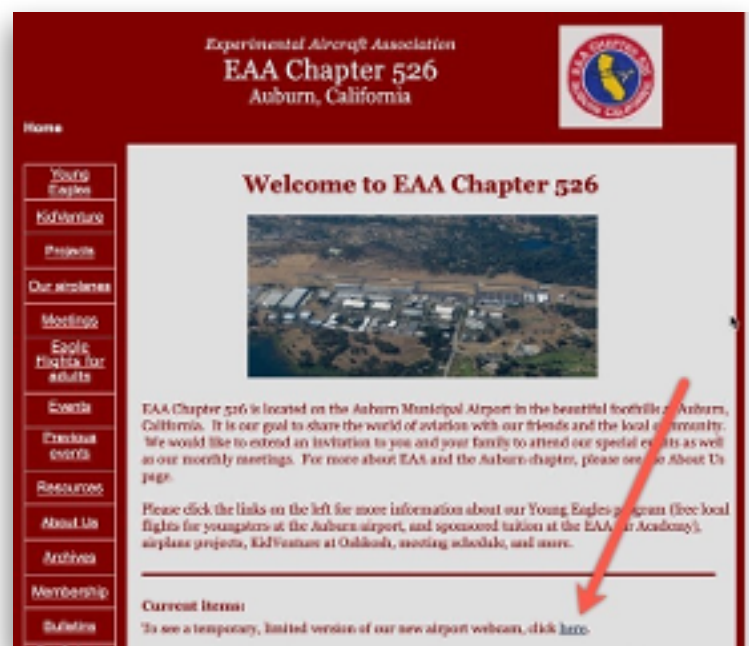 Experimental Aircraft Association
EAA Chapter 526
Auburn, California
Home
Young
Eagles
KidVenture
Projects
Our airplanes
Meetings
Eagle
flights for
adults
Events
Previous
events
Resources
About Us
Archives
Membership
Bulletins
Welcome to EAA Chapter 526
EAA Chapter 526 is located on the Auburn Municipal Airport in the beautiful foothills Auburn,
California. It is our goal to share the world of aviation with our friends and the local community.
We would like to extend an invitation to you and your family to attend our special events as well
as our monthly meetings. For more about EAA and the Auburn chapter, please see the About Us
page.
Please click the links on the left for more information about our Young Eagles program (free local
flights for youngsters at the Auburn airport, and sponsored tuition at the EAA Air Academy),
airplane projects, KidVenture at Oshkosh, meeting schedule, and more.
Current items:
To see a temporary, limited version of our new airport webcam, click here.